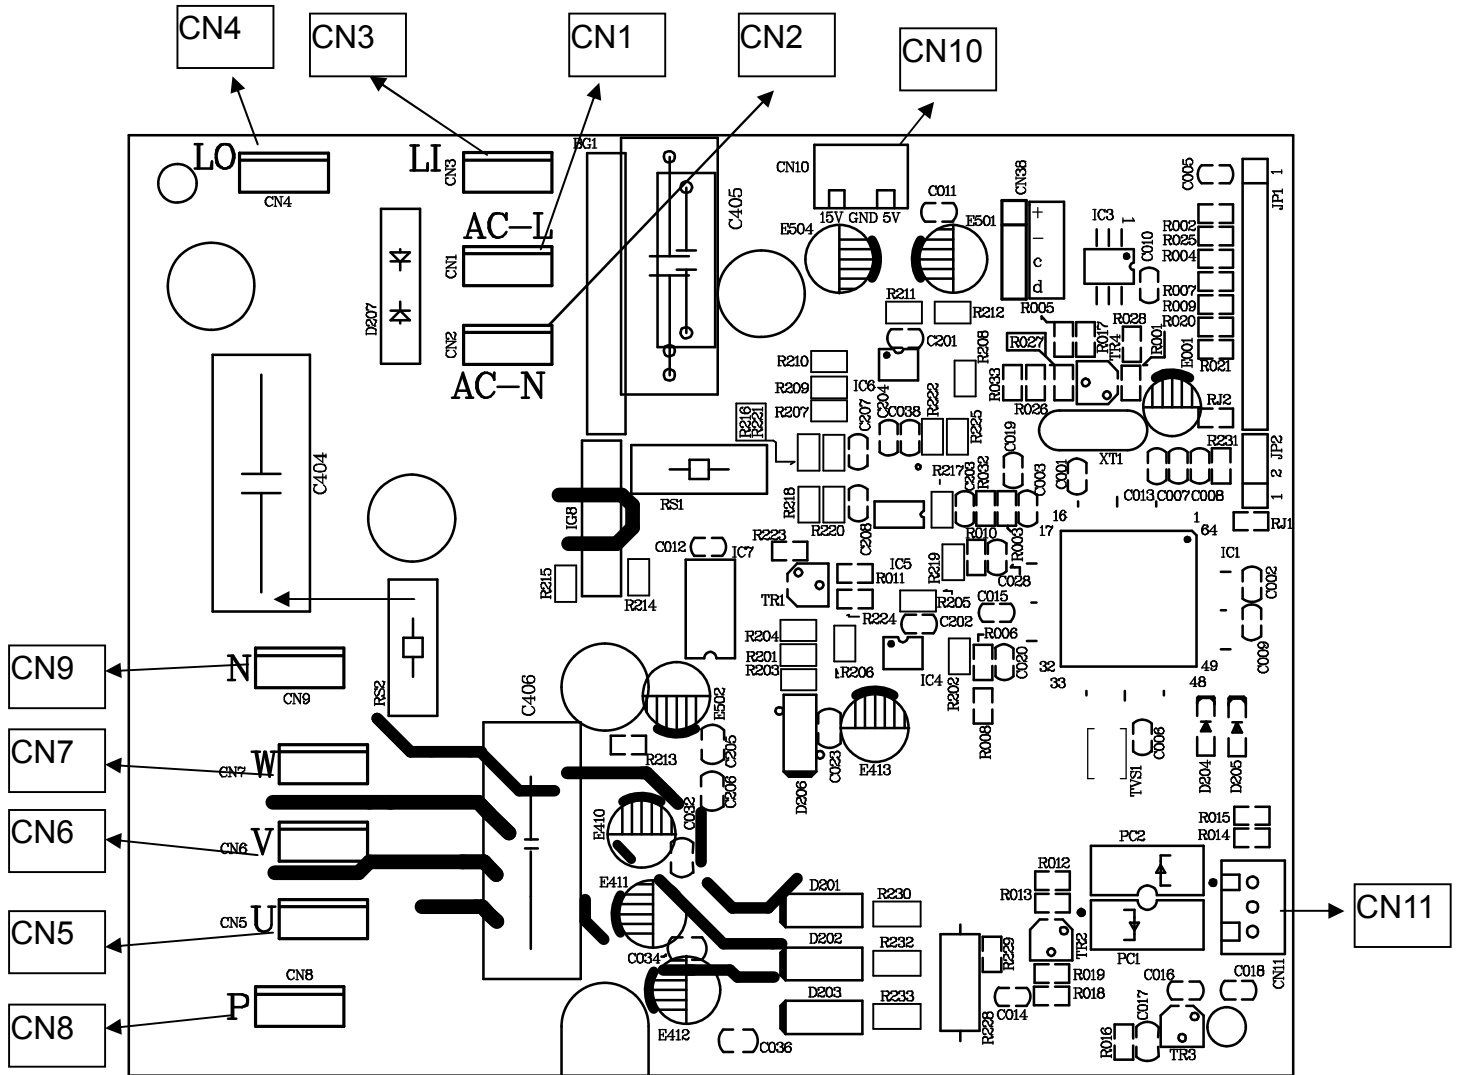 CN4
CN3
CN1
CN2
CN10
LO
CN4
LI
CN3
BG1
C405
CN10
15V GND 5V
C011
CN38
+
-
c
d
IC3
1
C010
C005
1
JP1
R002
R025
R004
R007
R009
R020
R021
AC-L
CN1
D207
CN2
AC-N
E504
E501
R211
R212
R005
R017
R028
TR4
R001
E001
R027
C201
R208
R210
IC6
R209
R207
C204
C038
R222
R225
R033
R026
RJ2
R216
R221
C207
C019
XT1
R231
JP2
2
1
C404
RS1
R217
C203
R032
C003
C001
C013
C007
C008
RJ1
IG8
R218
R220
C208
R010
R003
16
17
1
64
IC1
C012
IC7
R223
R219
C028
C002
R215
R214
TR1
R011
IC5
R205
C015
R224
C202
R006
C020
C009
CN9
N
CN9
RS2
R204
R201
R203
R206
IC4
R202
R008
32
33
49
48
C406
E502
CN7
CN7
W
R213
C205
C206
D206
C023
E413
TVS1
C006
D204
D205
CN6
CN6
V
E410
C032
R015
R014
PC2
R012
R013
CN5
CN5
U
E411
D201
R230
CN11
C034
D202
R232
R229
TR2
PC1
CN11
CN8
P
CN8
E412
D203
R233
R228
R019
R018
C014
C016
C018
C017
R016
TR3
C036